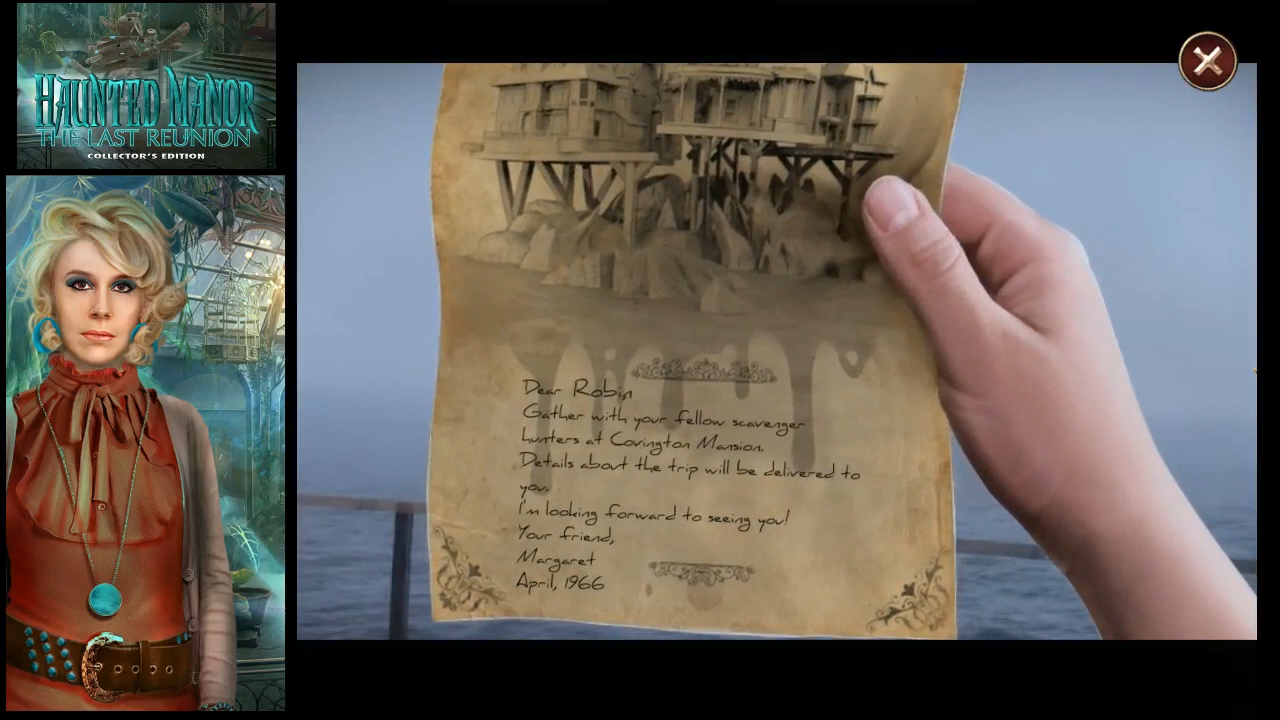 HAUNTED MANOR
THE LAST REUNION
COLLECTOR'S EDITION
Dear Robin
Gather with your fellow scavenger
hunters at Covington Mansion.
Details about the trip will be delivered to
you.
I'm looking forward to seeing you!
Your friend,
Margaret
April, 1966